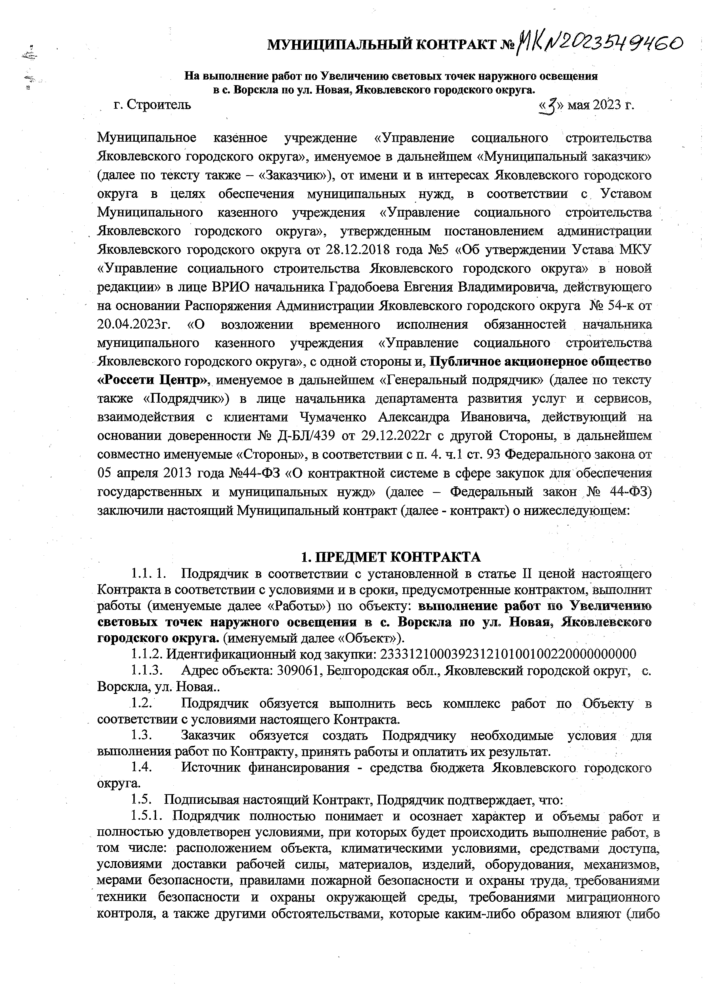 МУНИЦИПАЛЬНЫЙ КОНТРАКТ № МКN2023549460
На выполнение работ по Увеличению световых точек наружного освещения
в с. Ворскла по ул. Новая, Яковлевского городского округа.
г. Строитель «3» мая 2023 г.
Муниципальное казенное учреждение «Управление социального строительства
Яковлевского городского округа», именуемое в дальнейшем «Муниципальный заказчик»
(далее по тексту также – «Заказчик»), от имени и в интересах Яковлевского городского
округа в целях обеспечения муниципальных нужд, в соответствии с Уставом
Муниципального казенного учреждения «Управление социального строительства
Яковлевского городского округа», утвержденным постановлением администрации
Яковлевского городского округа от 28.12.2018 года №5 «Об утверждении Устава МКУ
«Управление социального строительства Яковлевского городского округа» в новой
редакции» в лице ВРИО начальника Градобоева Евгения Владимировича, действующего
на основании Распоряжения Администрации Яковлевского городского округа № 54-к от
20.04.2023г. «О возложении временного исполнения обязанностей начальника
муниципального казенного учреждения «Управление социального строительства
Яковлевского городского округа», с одной стороны и, Публичное акционерное общество
«Россети Центр», именуемое в дальнейшем «Генеральный подрядчик» (далее по тексту
также «Подрядчик») в лице начальника департамента развития услуг и сервисов,
взаимодействия с клиентами Чумаченко Александра Ивановича, действующий на
основании доверенности № Д-БЛ/439 от 29.12.2022г с другой Стороны, в дальнейшем
совместно именуемые «Стороны», в соответствии с п. 4. ч.1 ст. 93 Федерального закона от
05 апреля 2013 года №44-ФЗ «О контрактной системе в сфере закупок для обеспечения
государственных и муниципальных нужд» (далее – Федеральный закон № 44-ФЗ)
заключили настоящий Муниципальный контракт (далее - контракт) о нижеследующем:
1. ПРЕДМЕТ КОНТРАКТА
1.1. 1. Подрядчик в соответствии с установленной в статье II ценой настоящего
Контракта в соответствии с условиями и в сроки, предусмотренные контрактом, выполнит
работы (именуемые далее «Работы») по объекту: выполнение работ по Увеличению
световых точек наружного освещения в с. Ворскла по ул. Новая, Яковлевского
городского округа. (именуемый далее «Объект»).
1.1.2. Идентификационный код закупки: 233312100039231210100100220000000000
1.1.3. Адрес объекта: 309061, Белгородская обл., Яковлевский городской округ, с.
Ворскла, ул. Новая..
1.2. Подрядчик обязуется выполнить весь комплекс работ по Объекту в
соответствии с условиями настоящего Контракта.
1.3. Заказчик обязуется создать Подрядчику необходимые условия для
выполнения работ по Контракту, принять работы и оплатить их результат.
1.4. Источник финансирования - средства бюджета Яковлевского городского
округа.
1.5. Подписывая настоящий Контракт, Подрядчик подтверждает, что:
1.5.1. Подрядчик полностью понимает и осознает характер и объемы работ и
полностью удовлетворен условиями, при которых будет происходить выполнение работ, в
том числе: расположением объекта, климатическими условиями, средствами доступа,
условиями доставки рабочей силы, материалов, изделий, оборудования, механизмов,
мерами безопасности, правилами пожарной безопасности и охраны труда, требованиями
техники безопасности и охраны окружающей среды, требованиями миграционного
контроля, а также другими обстоятельствами, которые каким-либо образом влияют (либо